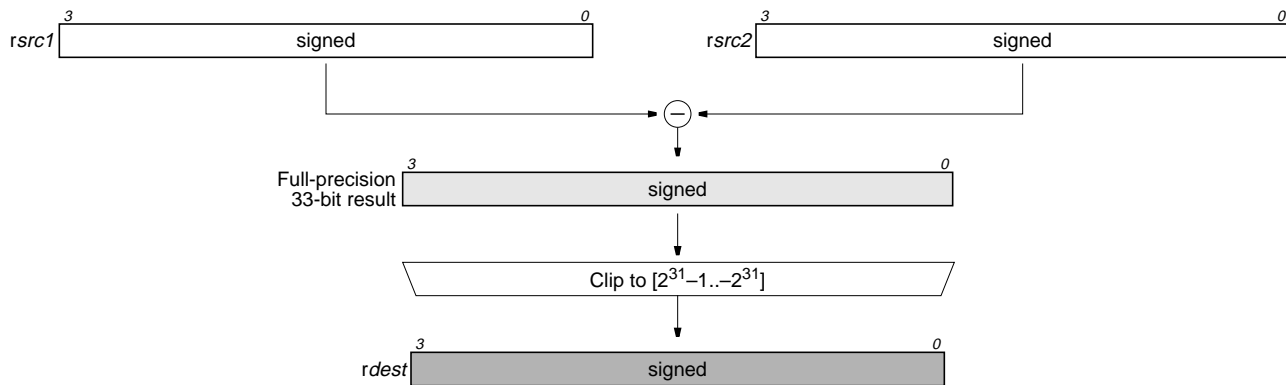 3 0 3 0
rsrc1 signed rsrc2 signed
–
3 0
Full-precision
33-bit result signed
Clip to [2³¹–1..–2³¹]
3 0
rdest signed